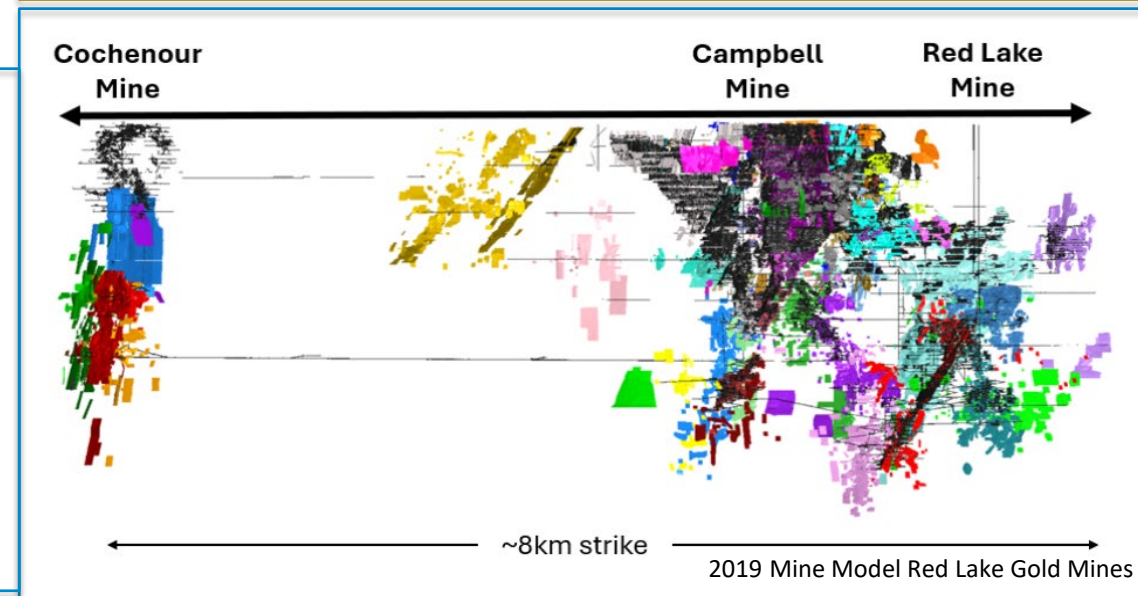 Cochenour
Mine
Campbell
Mine
Red Lake
Mine
~8km strike
2019 Mine Model Red Lake Gold Mines